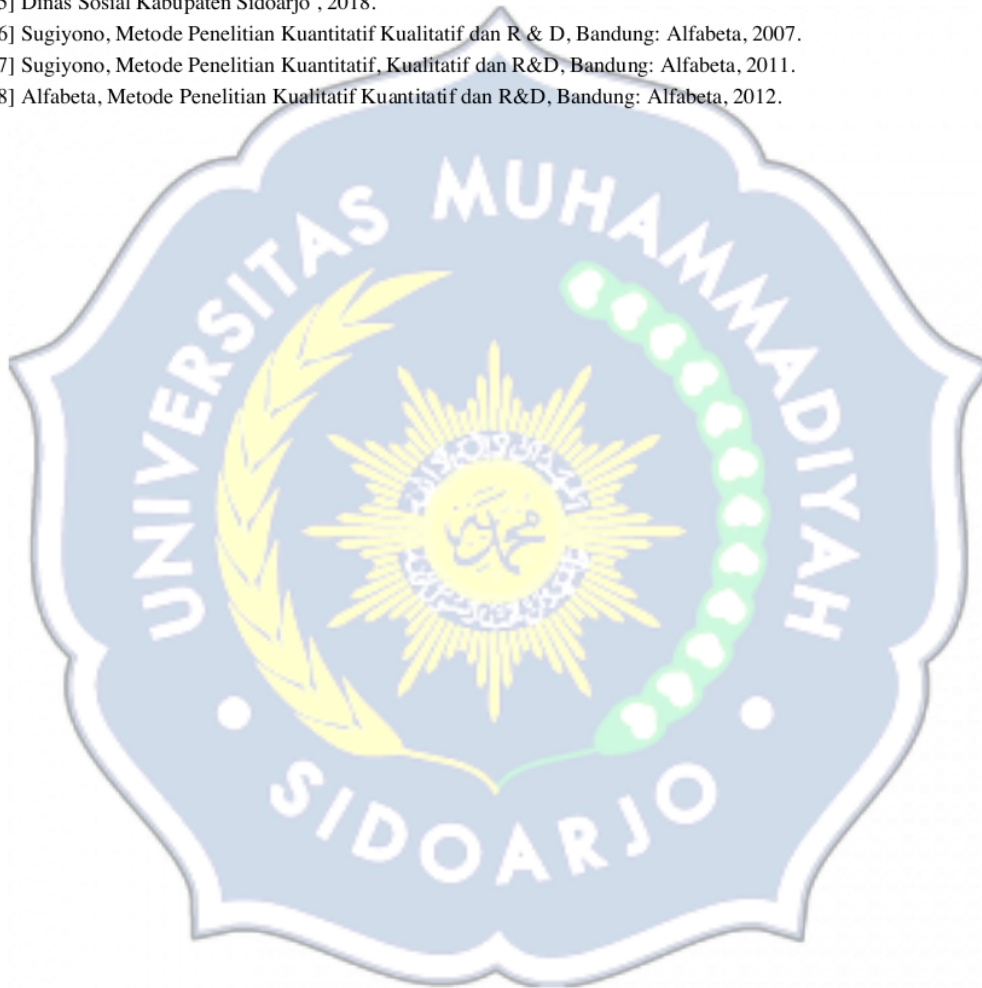 5] Dinas Sosial Kabupaten Sidoarjo , 2018.
6] Sugiyono, Metode Penelitian Kuantitatif Kualitatif dan R & D, Bandung: Alfabeta, 2007.
7] Sugiyono, Metode Penelitian Kuantitatif, Kualitatif dan R&D, Bandung: Alfabeta, 2011.
8] Alfabeta, Metode Penelitian Kualitatif Kuantitatif dan R&D, Bandung: Alfabeta, 2012.
UNIVERSITAS MUHAMMADIYAH
محمد
SIDOARJO